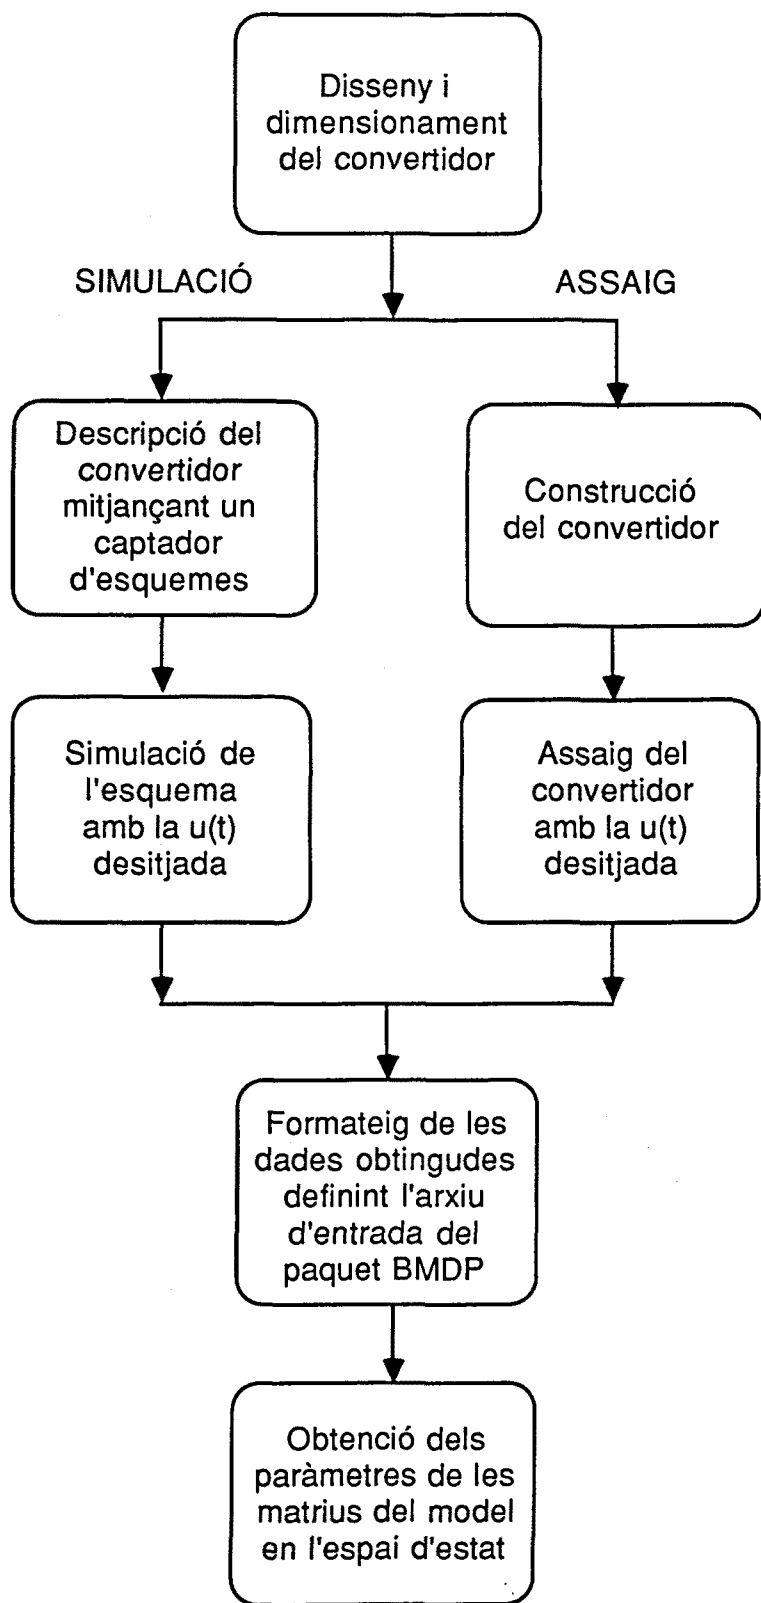 Disseny i
dimensionament
del convertidor
SIMULACIÓ
ASSAIG
Descripció del
convertidor
mitjançant un
captador
d'esquemes
Construcció
del convertidor
Simulació de
l'esquema
amb la u(t)
desitjada
Assaig del
convertidor
amb la u(t)
desitjada
Formateig de les
dades obtingudes
definint l'arxiu
d'entrada del
paquet BMDP
Obtenció dels
paràmetres de les
matrius del model
en l'espai d'estat